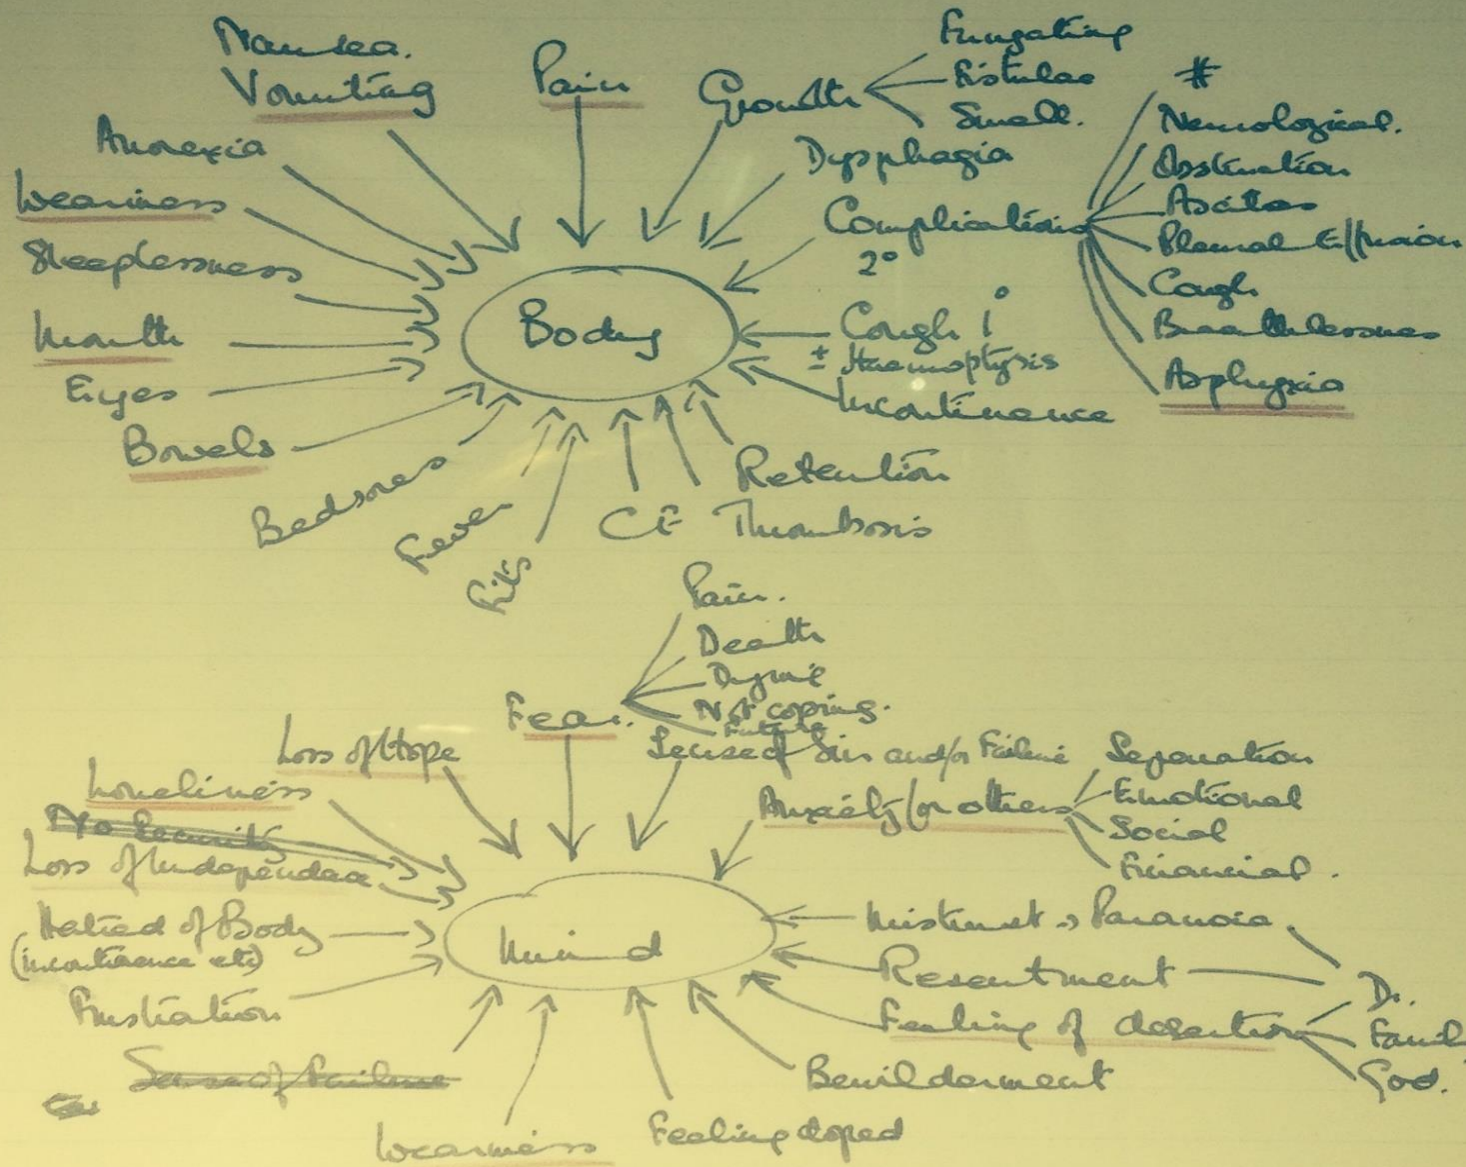 Nausea.
Vomiting
Pain
Growth
Fungating
Fistulae
Smell.
Anorexia
Dysphagia
#
Neurological.
Obstruction
Ascites
Pleural Effusion
Cough
Breathlessness
Asphyxia
Weariness
Complications
2°
Sleeplessness
Mouth
Body
Cough 1°
± Haemoptysis
Incontinence
Eyes
Bowels
Bedsores
Fever
Fits
CF
Thrombosis
Retention
Pain.
Death
Dying
Not coping.
Future
Fear.
Loss of Hope
Sense of Sin and/or Failure
Loneliness
Anxiety for others
Separation
Emotional
Social
Financial.
No Security
Loss of Independence
Hatred of Body
(incontinence etc)
Mind
Mistrust → Paranoia
Resentment
Feeling of desertion
Dr.
Famil
God.
Frustration
Sense of Failure
Bewilderment
Weariness
Feeling doped